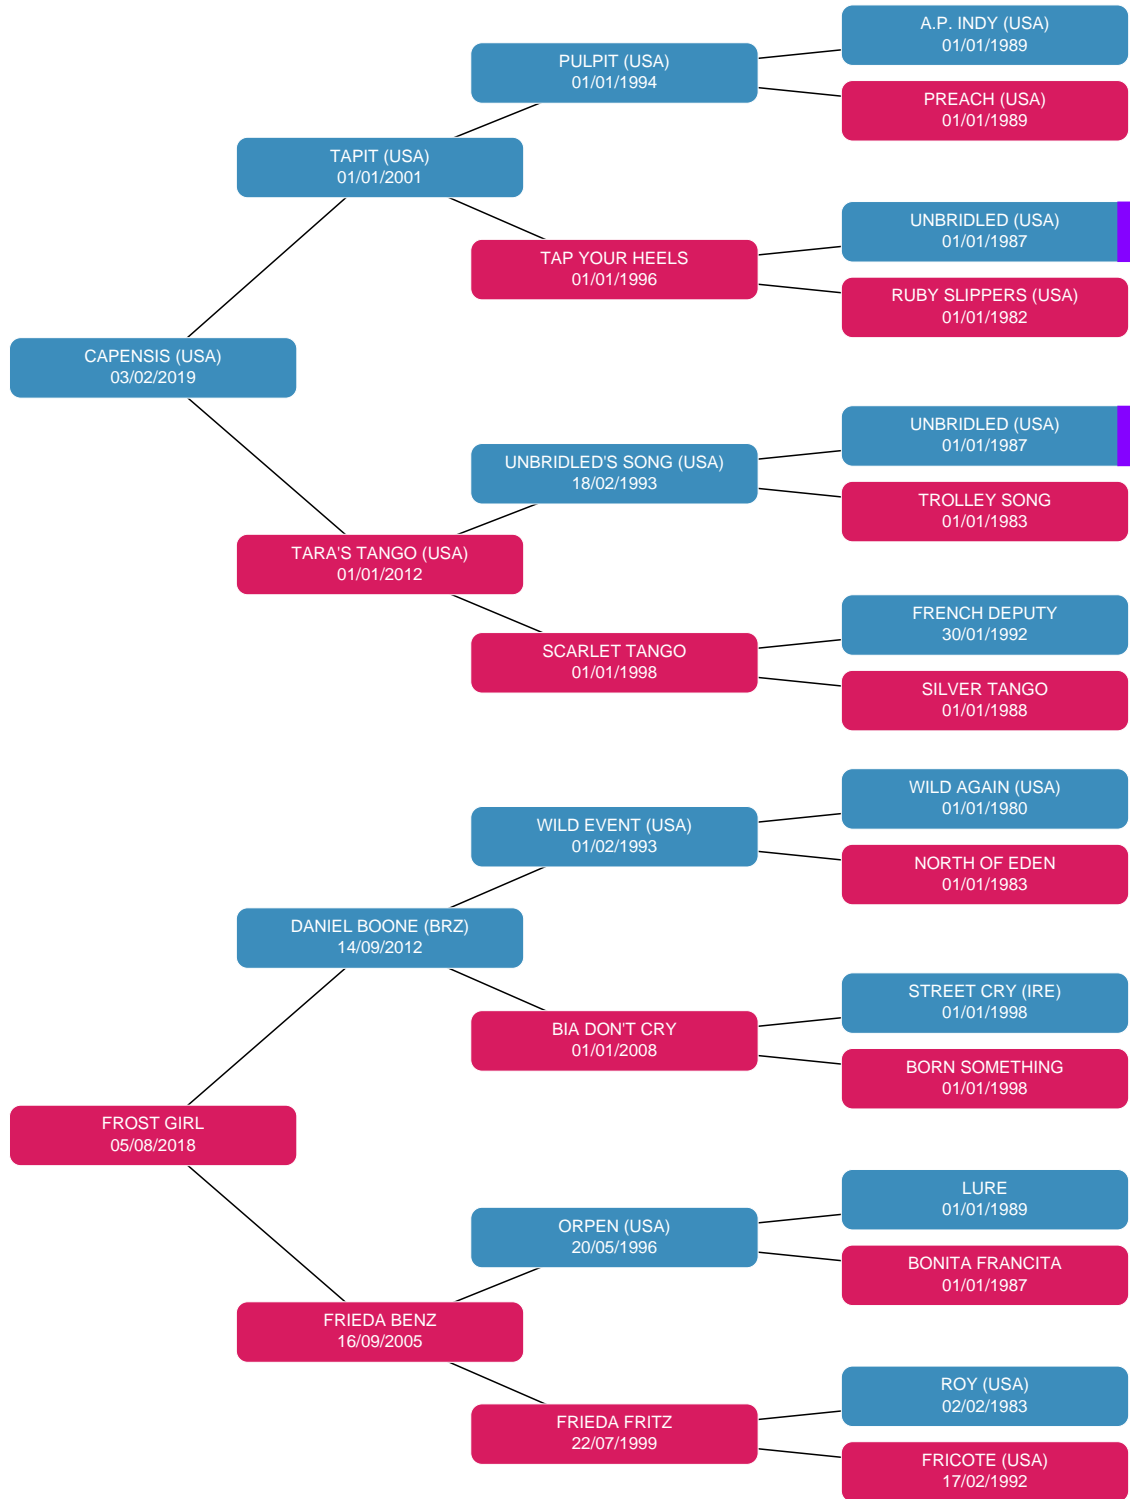 A.P. INDY (USA)
01/01/1989
PULPIT (USA)
01/01/1994
PREACH (USA)
01/01/1989
TAPIT (USA)
01/01/2001
UNBRIDLED (USA)
01/01/1987
TAP YOUR HEELS
01/01/1996
RUBY SLIPPERS (USA)
01/01/1982
CAPENSIS (USA)
03/02/2019
UNBRIDLED (USA)
01/01/1987
UNBRIDLED'S SONG (USA)
18/02/1993
TROLLEY SONG
01/01/1983
TARA'S TANGO (USA)
01/01/2012
FRENCH DEPUTY
30/01/1992
SCARLET TANGO
01/01/1998
SILVER TANGO
01/01/1988
WILD AGAIN (USA)
01/01/1980
WILD EVENT (USA)
01/02/1993
NORTH OF EDEN
01/01/1983
DANIEL BOONE (BRZ)
14/09/2012
STREET CRY (IRE)
01/01/1998
BIA DON'T CRY
01/01/2008
BORN SOMETHING
01/01/1998
FROST GIRL
05/08/2018
LURE
01/01/1989
ORPEN (USA)
20/05/1996
BONITA FRANCITA
01/01/1987
FRIEDA BENZ
16/09/2005
ROY (USA)
02/02/1983
FRIEDA FRITZ
22/07/1999
FRICOTE (USA)
17/02/1992